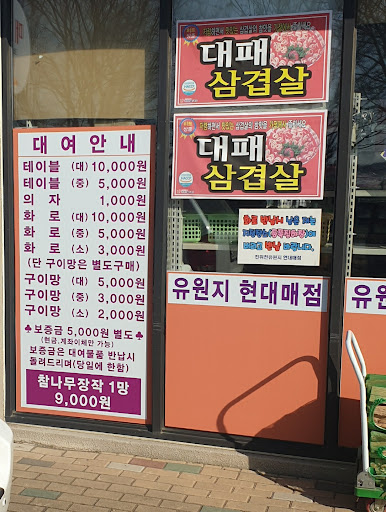 대 여 안 내
테이블 (대) 10,000원
테이블 (중) 5,000원
의 자 1,000원
화 로 (대) 10,000원
화 로 (중) 5,000원
화 로 (소) 3,000원
(단 구이망은 별도구매)
구이망 (대) 5,000원
구이망 (중) 3,000원
구이망 (소) 2,000원
♣보증금 5,000원 별도♣
(현금,계좌이체만 가능)
보증금은 대여물품 반납시
돌려드리며(당일에 한함)
참나무장작 1망
9,000원
대패
삼겹살
대패
삼겹살
유원지 현대매점
유원지